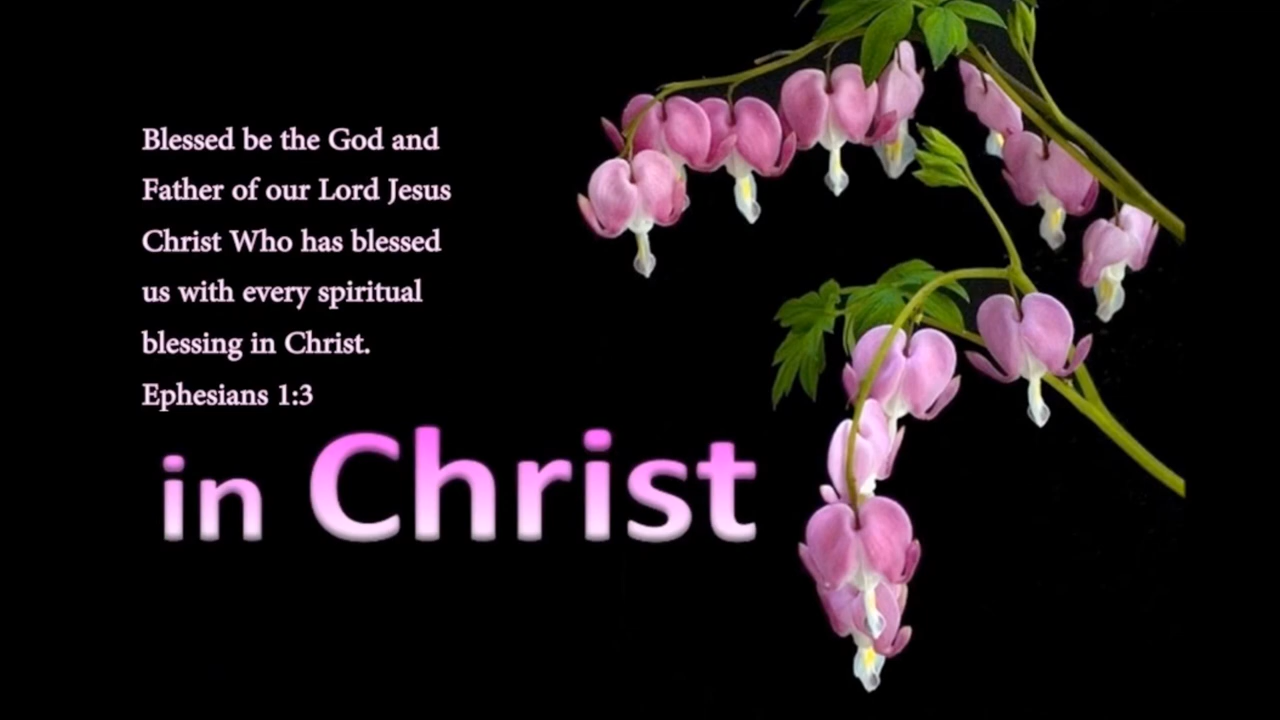 Blessed be the God and
Father of our Lord Jesus
Christ Who has blessed
us with every spiritual
blessing in Christ.
Ephesians 1:3
in Christ